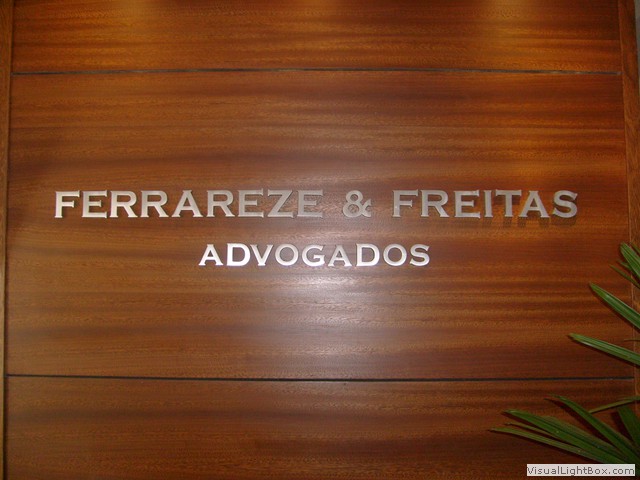 FERRAREZE & FREITAS
ADVOGADOS
VisualLightBox.com